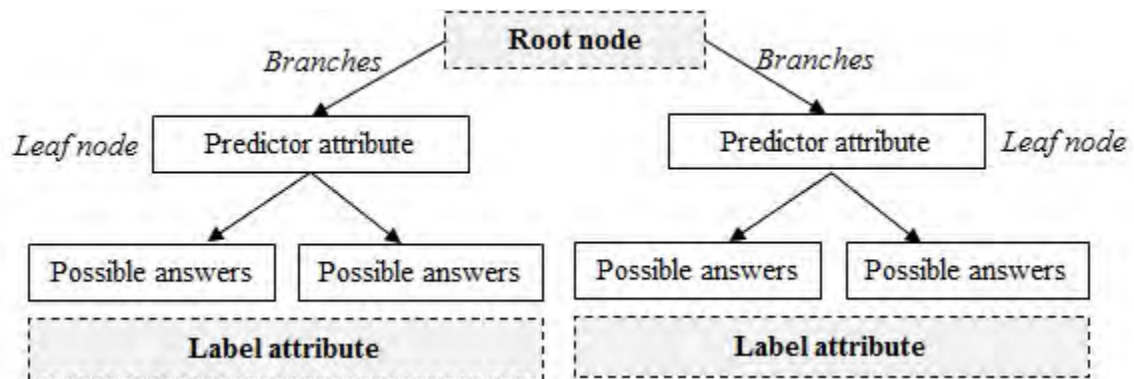 Root node
Branches
Branches
Leaf node
Predictor attribute
Predictor attribute
Leaf node
Possible answers
Possible answers
Possible answers
Possible answers
Label attribute
Label attribute